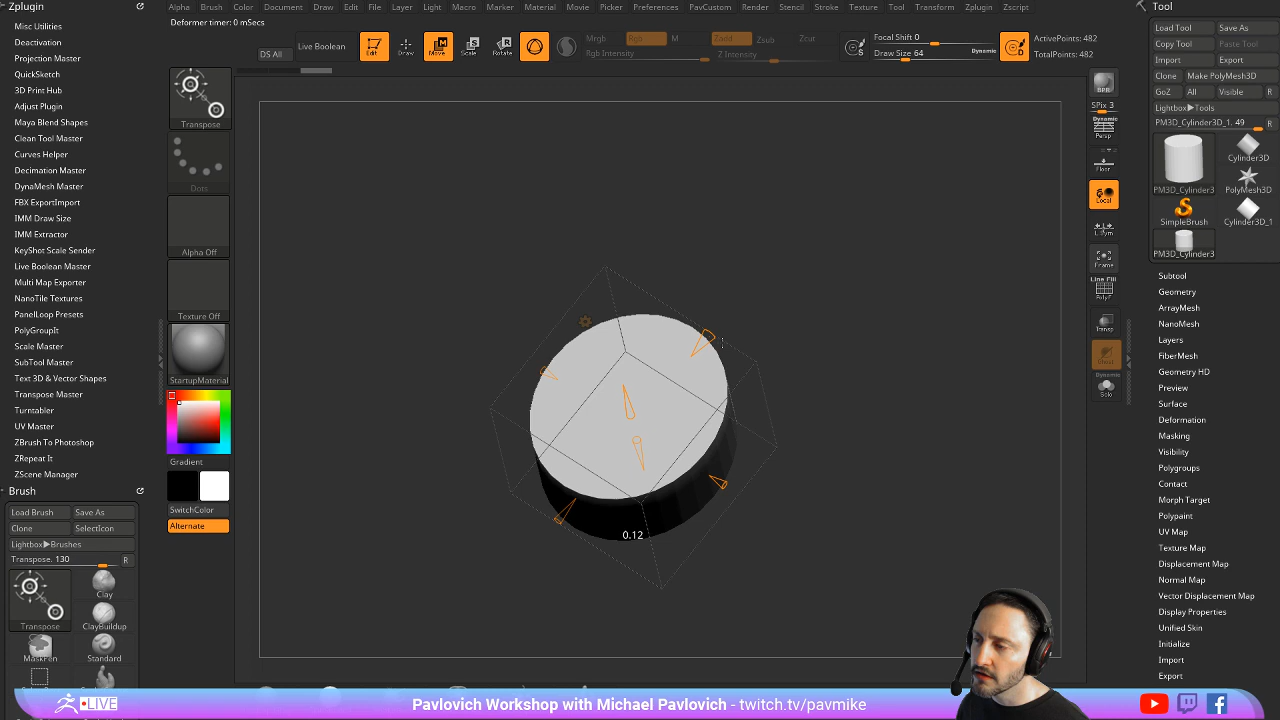 Zplugin
Alpha Brush Color Document Draw Edit File Layer Light Macro Marker Material Movie Picker Preferences PavCustom Render Stencil Stroke Texture Tool Transform Zplugin Zscript
Tool
Deformer timer: 0 mSecs
Misc Utilities
Deactivation
Projection Master
QuickSketch
3D Print Hub
Adjust Plugin
Maya Blend Shapes
Clean Tool Master
Curves Helper
Decimation Master
DynaMesh Master
FBX ExportImport
IMM Draw Size
IMM Extractor
KeyShot Scale Sender
Live Boolean Master
Multi Map Exporter
NanoTile Textures
PanelLoop Presets
PolyGroupIt
Scale Master
SubTool Master
Text 3D & Vector Shapes
Transpose Master
Turntabler
UV Master
ZBrush To Photoshop
ZRepeat It
ZScene Manager
Brush
Load Brush Save As
Clone SelectIcon
Lightbox▶Brushes
Transpose. 130 R
Transpose
Clay
ClayBuildup
MaskPen
Standard
DS All
Live Boolean
Edit
Draw
Move
Scale
Rotate
Mrgb Rgb M
Rgb Intensity
Zadd Zsub Zcut
Z Intensity
S
Focal Shift 0
Draw Size 64
Dynamic
D
ActivePoints: 482
TotalPoints: 482
Transpose
Dots
Alpha Off
Texture Off
StartupMaterial
Gradient
SwitchColor
Alternate
0.12
BPR
SPix 3
Dynamic
Persp
Floor
Local
L.Sym
Frame
Line Fill
PolyF
Transp
Ghost
Dynamic
Solo
Load Tool Save As
Copy Tool Paste Tool
Import Export
Clone Make PolyMesh3D
GoZ All Visible R
Lightbox▶Tools
PM3D_Cylinder3D_1. 49 R
PM3D_Cylinder3
Cylinder3D
PolyMesh3D
SimpleBrush
Cylinder3D_1
PM3D_Cylinder3
Subtool
Geometry
ArrayMesh
NanoMesh
Layers
FiberMesh
Geometry HD
Preview
Surface
Deformation
Masking
Visibility
Polygroups
Contact
Morph Target
Polypaint
UV Map
Texture Map
Displacement Map
Normal Map
Vector Displacement Map
Display Properties
Unified Skin
Initialize
Import
Export
LIVE
Pavlovich Workshop with Michael Pavlovich - twitch.tv/pavmike